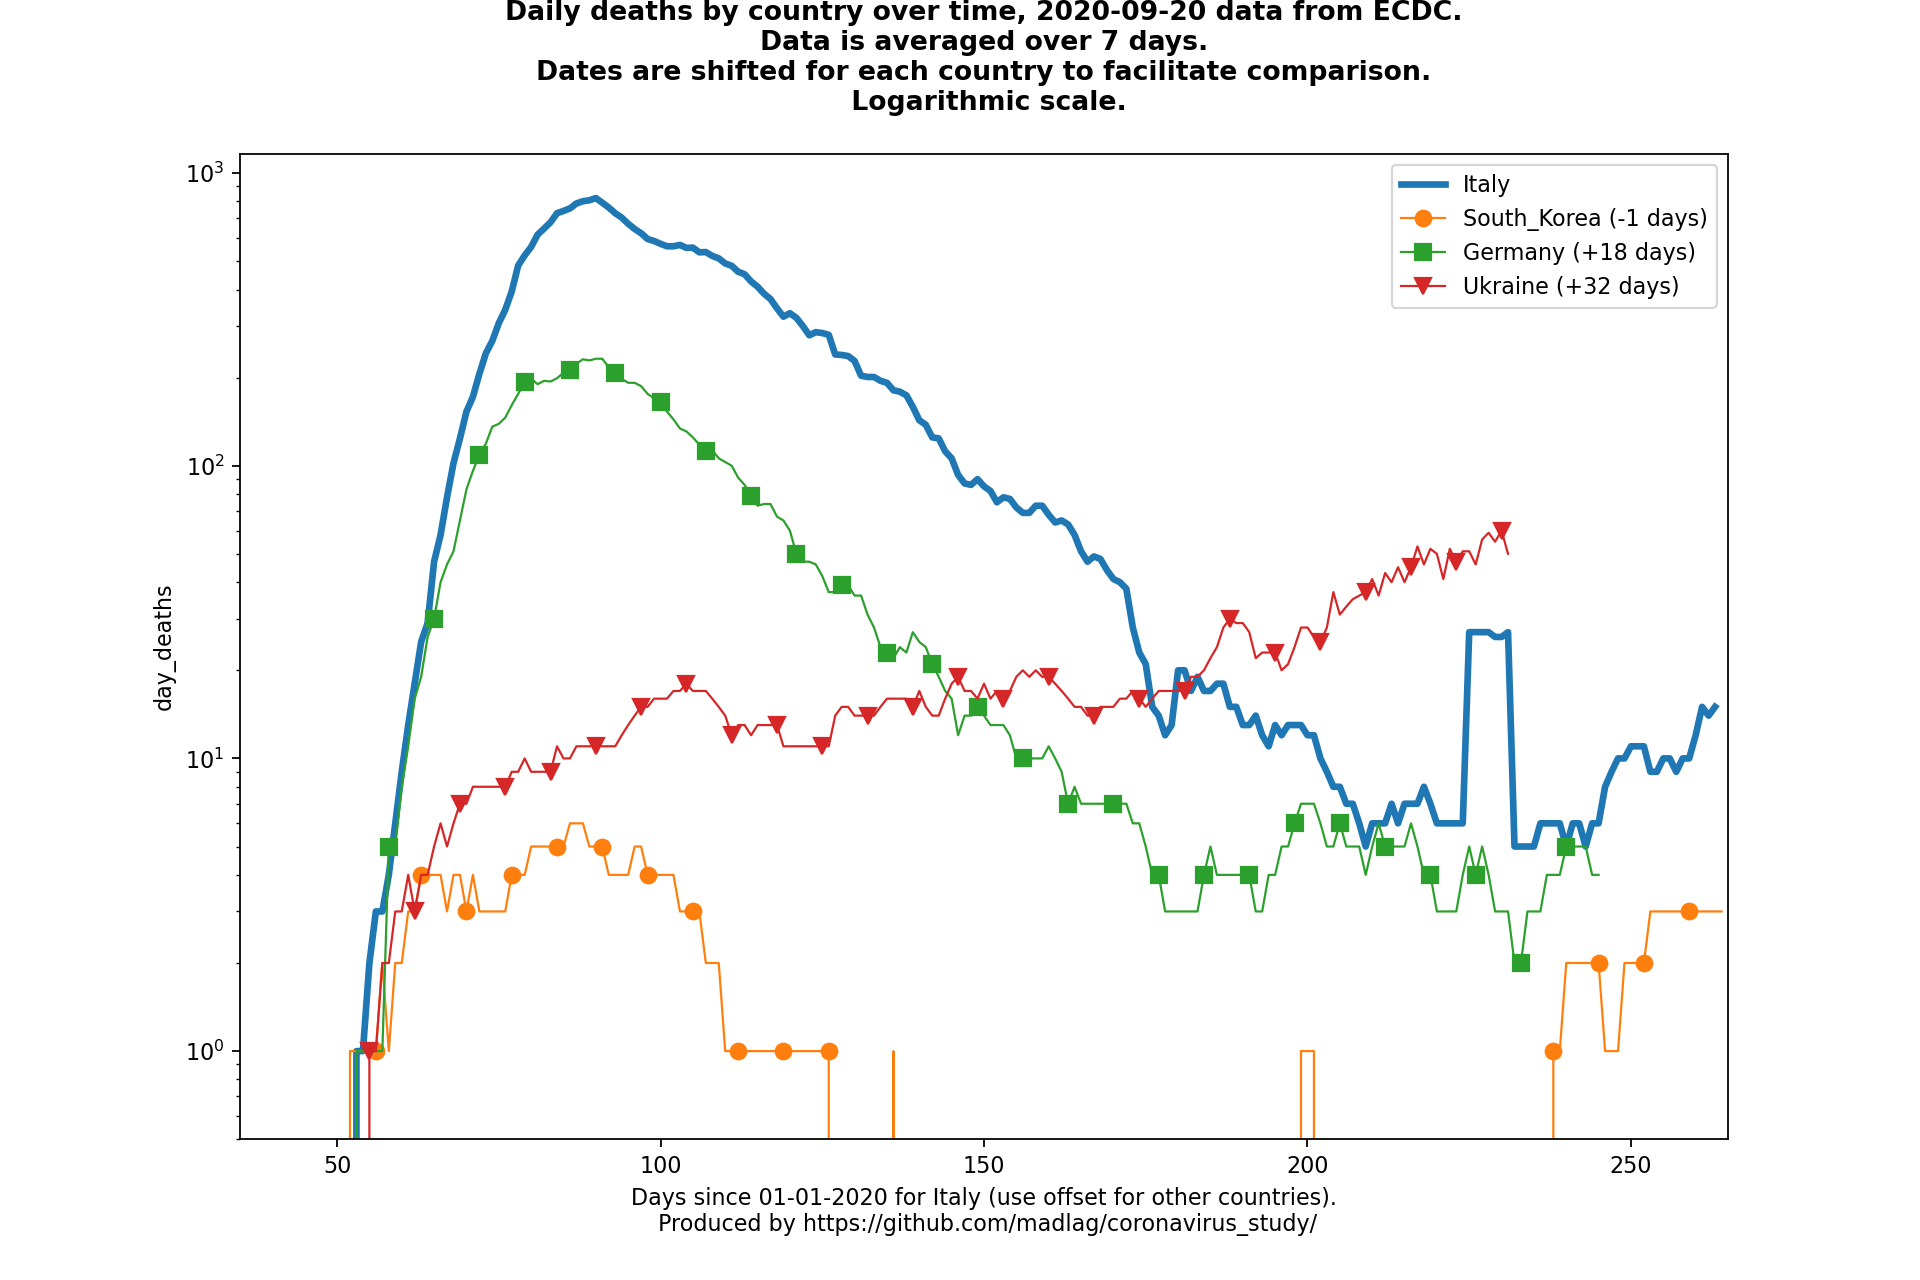 Daily deaths by country over time, 2020-09-20 data from ECDC.
Data is averaged over 7 days.
Dates are shifted for each country to facilitate comparison.
Logarithmic scale.
10³
10²
10¹
10⁰
day_deaths
Italy
South_Korea (-1 days)
Germany (+18 days)
Ukraine (+32 days)
50 100 150 200 250
Days since 01-01-2020 for Italy (use offset for other countries).
Produced by https://github.com/madlag/coronavirus_study/